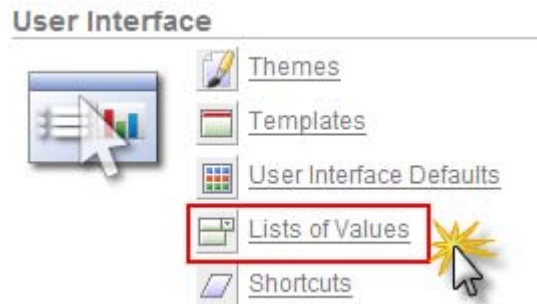 User Interface
Themes
Templates
User Interface Defaults
Lists of Values
Shortcuts